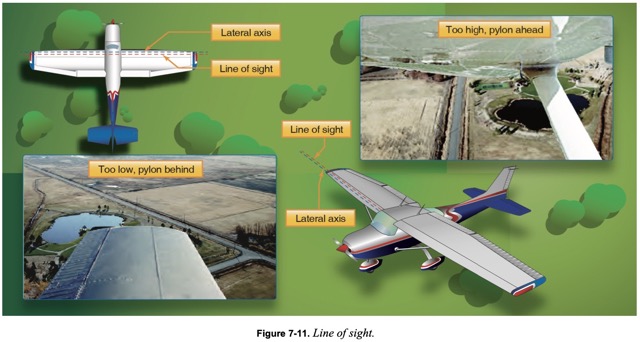 Lateral axis
Line of sight
Too high, pylon ahead
Line of sight
Too low, pylon behind
Lateral axis
Figure 7-11. Line of sight.